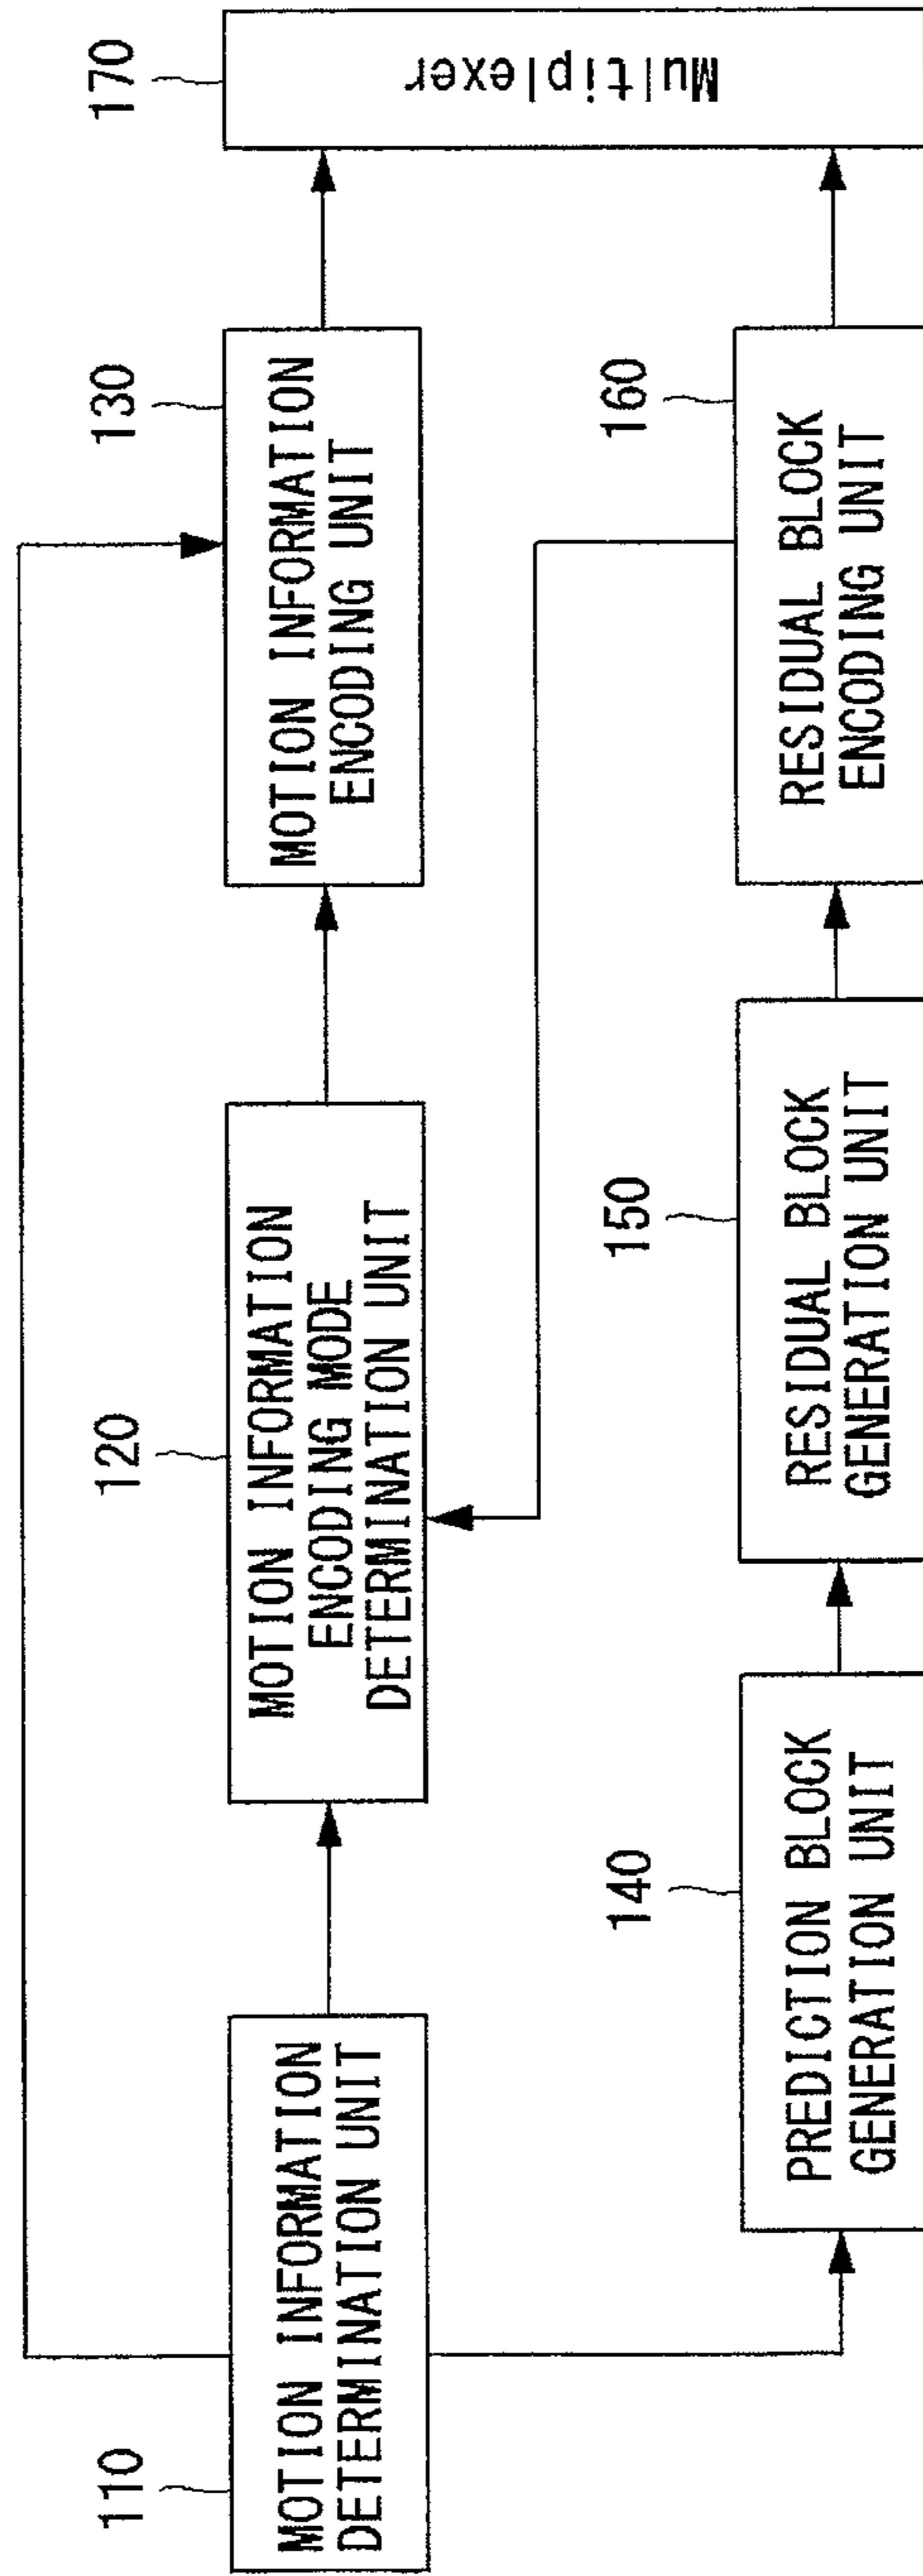 110
MOTION INFORMATION
DETERMINATION UNIT
120
MOTION INFORMATION
ENCODING MODE
DETERMINATION UNIT
130
MOTION INFORMATION
ENCODING UNIT
170
Multiplexer
140
PREDICTION BLOCK
GENERATION UNIT
150
RESIDUAL BLOCK
GENERATION UNIT
160
RESIDUAL BLOCK
ENCODING UNIT